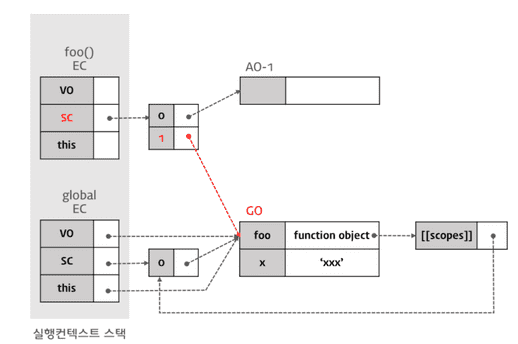 foo()
EC
AO-1
VO
SC
this
0
1
global
EC
GO
VO
SC
this
0
foo function object
x 'xxx'
[[scopes]]
실행컨텍스트 스택